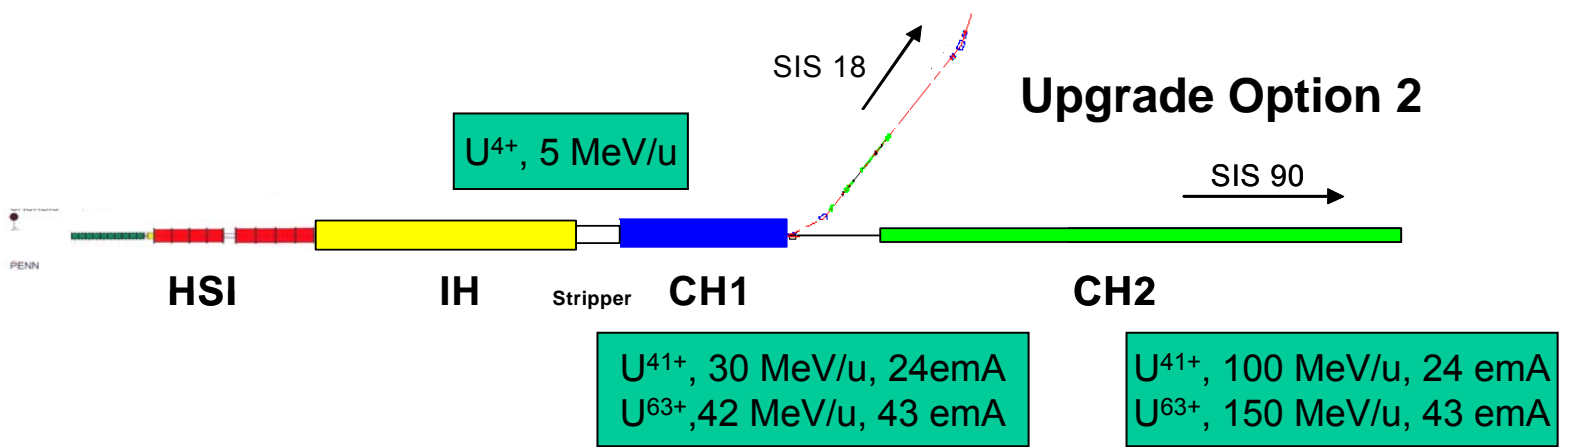 SIS 18
Upgrade Option 2
U4+, 5 MeV/u
SIS 90
PENN
HSI
IH
Stripper
CH1
CH2
U41+, 30 MeV/u, 24emA
U63+,42 MeV/u, 43 emA
U41+, 100 MeV/u, 24 emA
U63+, 150 MeV/u, 43 emA